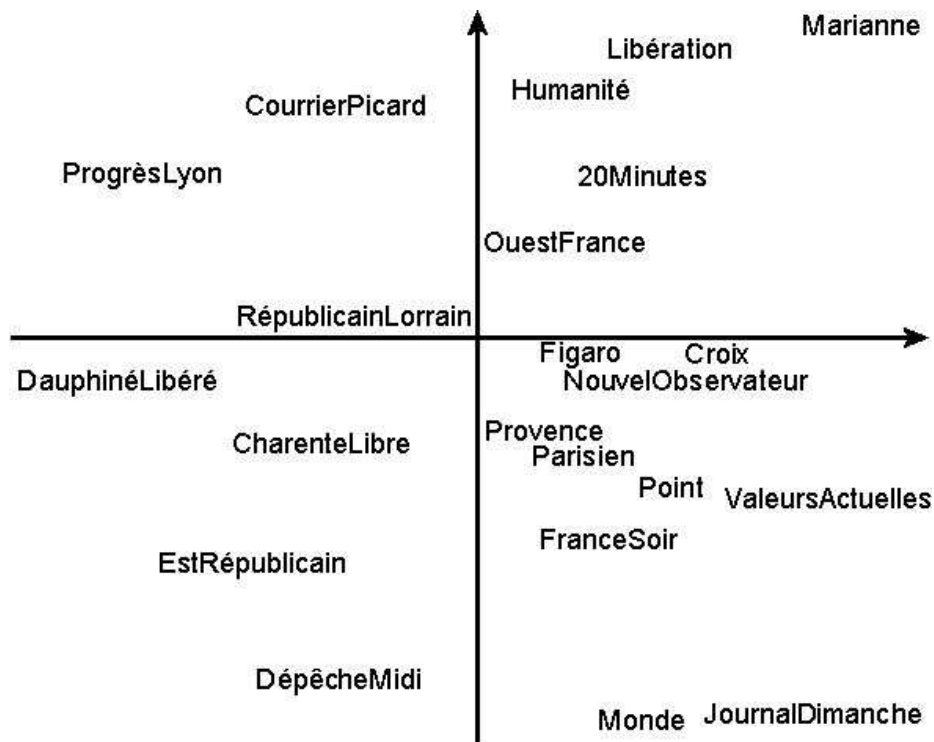 Marianne
Libération
Humanité
CourrierPicard
ProgrèsLyon
20Minutes
OuestFrance
RépublicainLorrain
Figaro
Croix
DauphinéLibéré
NouvelObservateur
Provence
CharenteLibre
Parisien
Point
ValeursActuelles
FranceSoir
EstRépublicain
DépêcheMidi
Monde
JournalDimanche